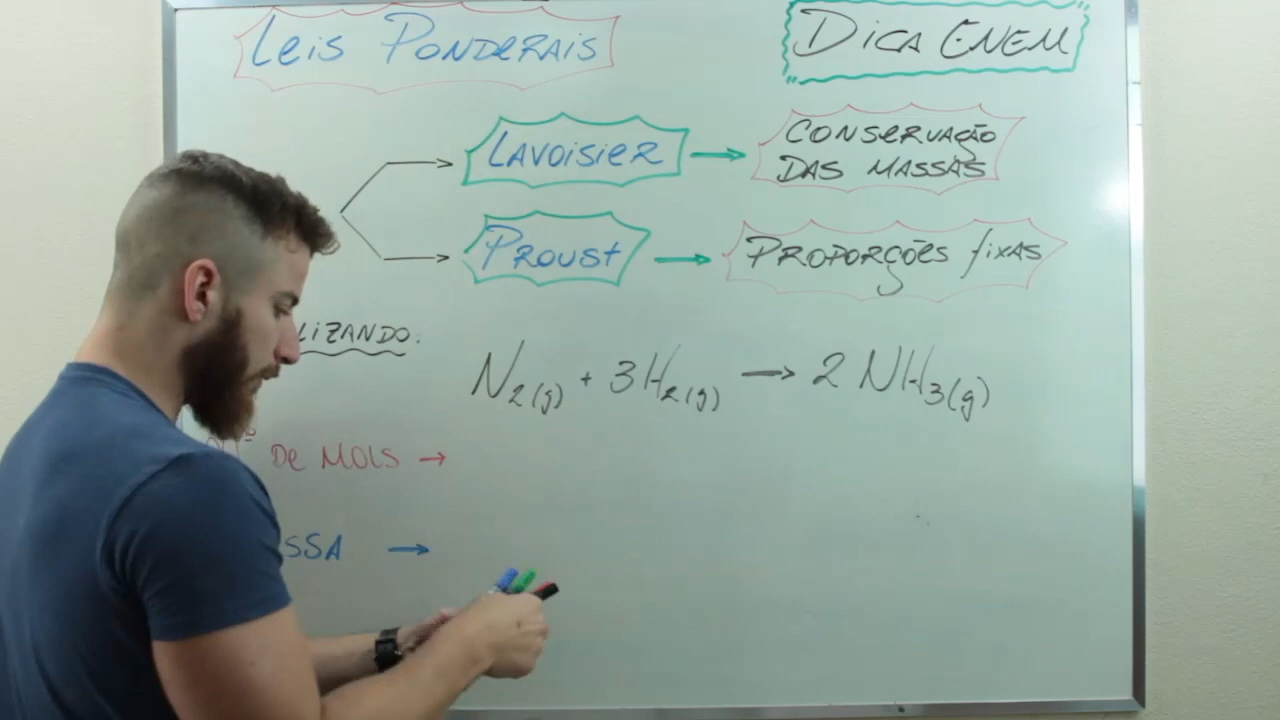 Leis Ponderais
Dica Enem
Lavoisier → Conservação
das massas
Proust → Proporções fixas
lizando.
N2(g) + 3H2(g) → 2 NH3(g)
Nº de mols →
ssa →